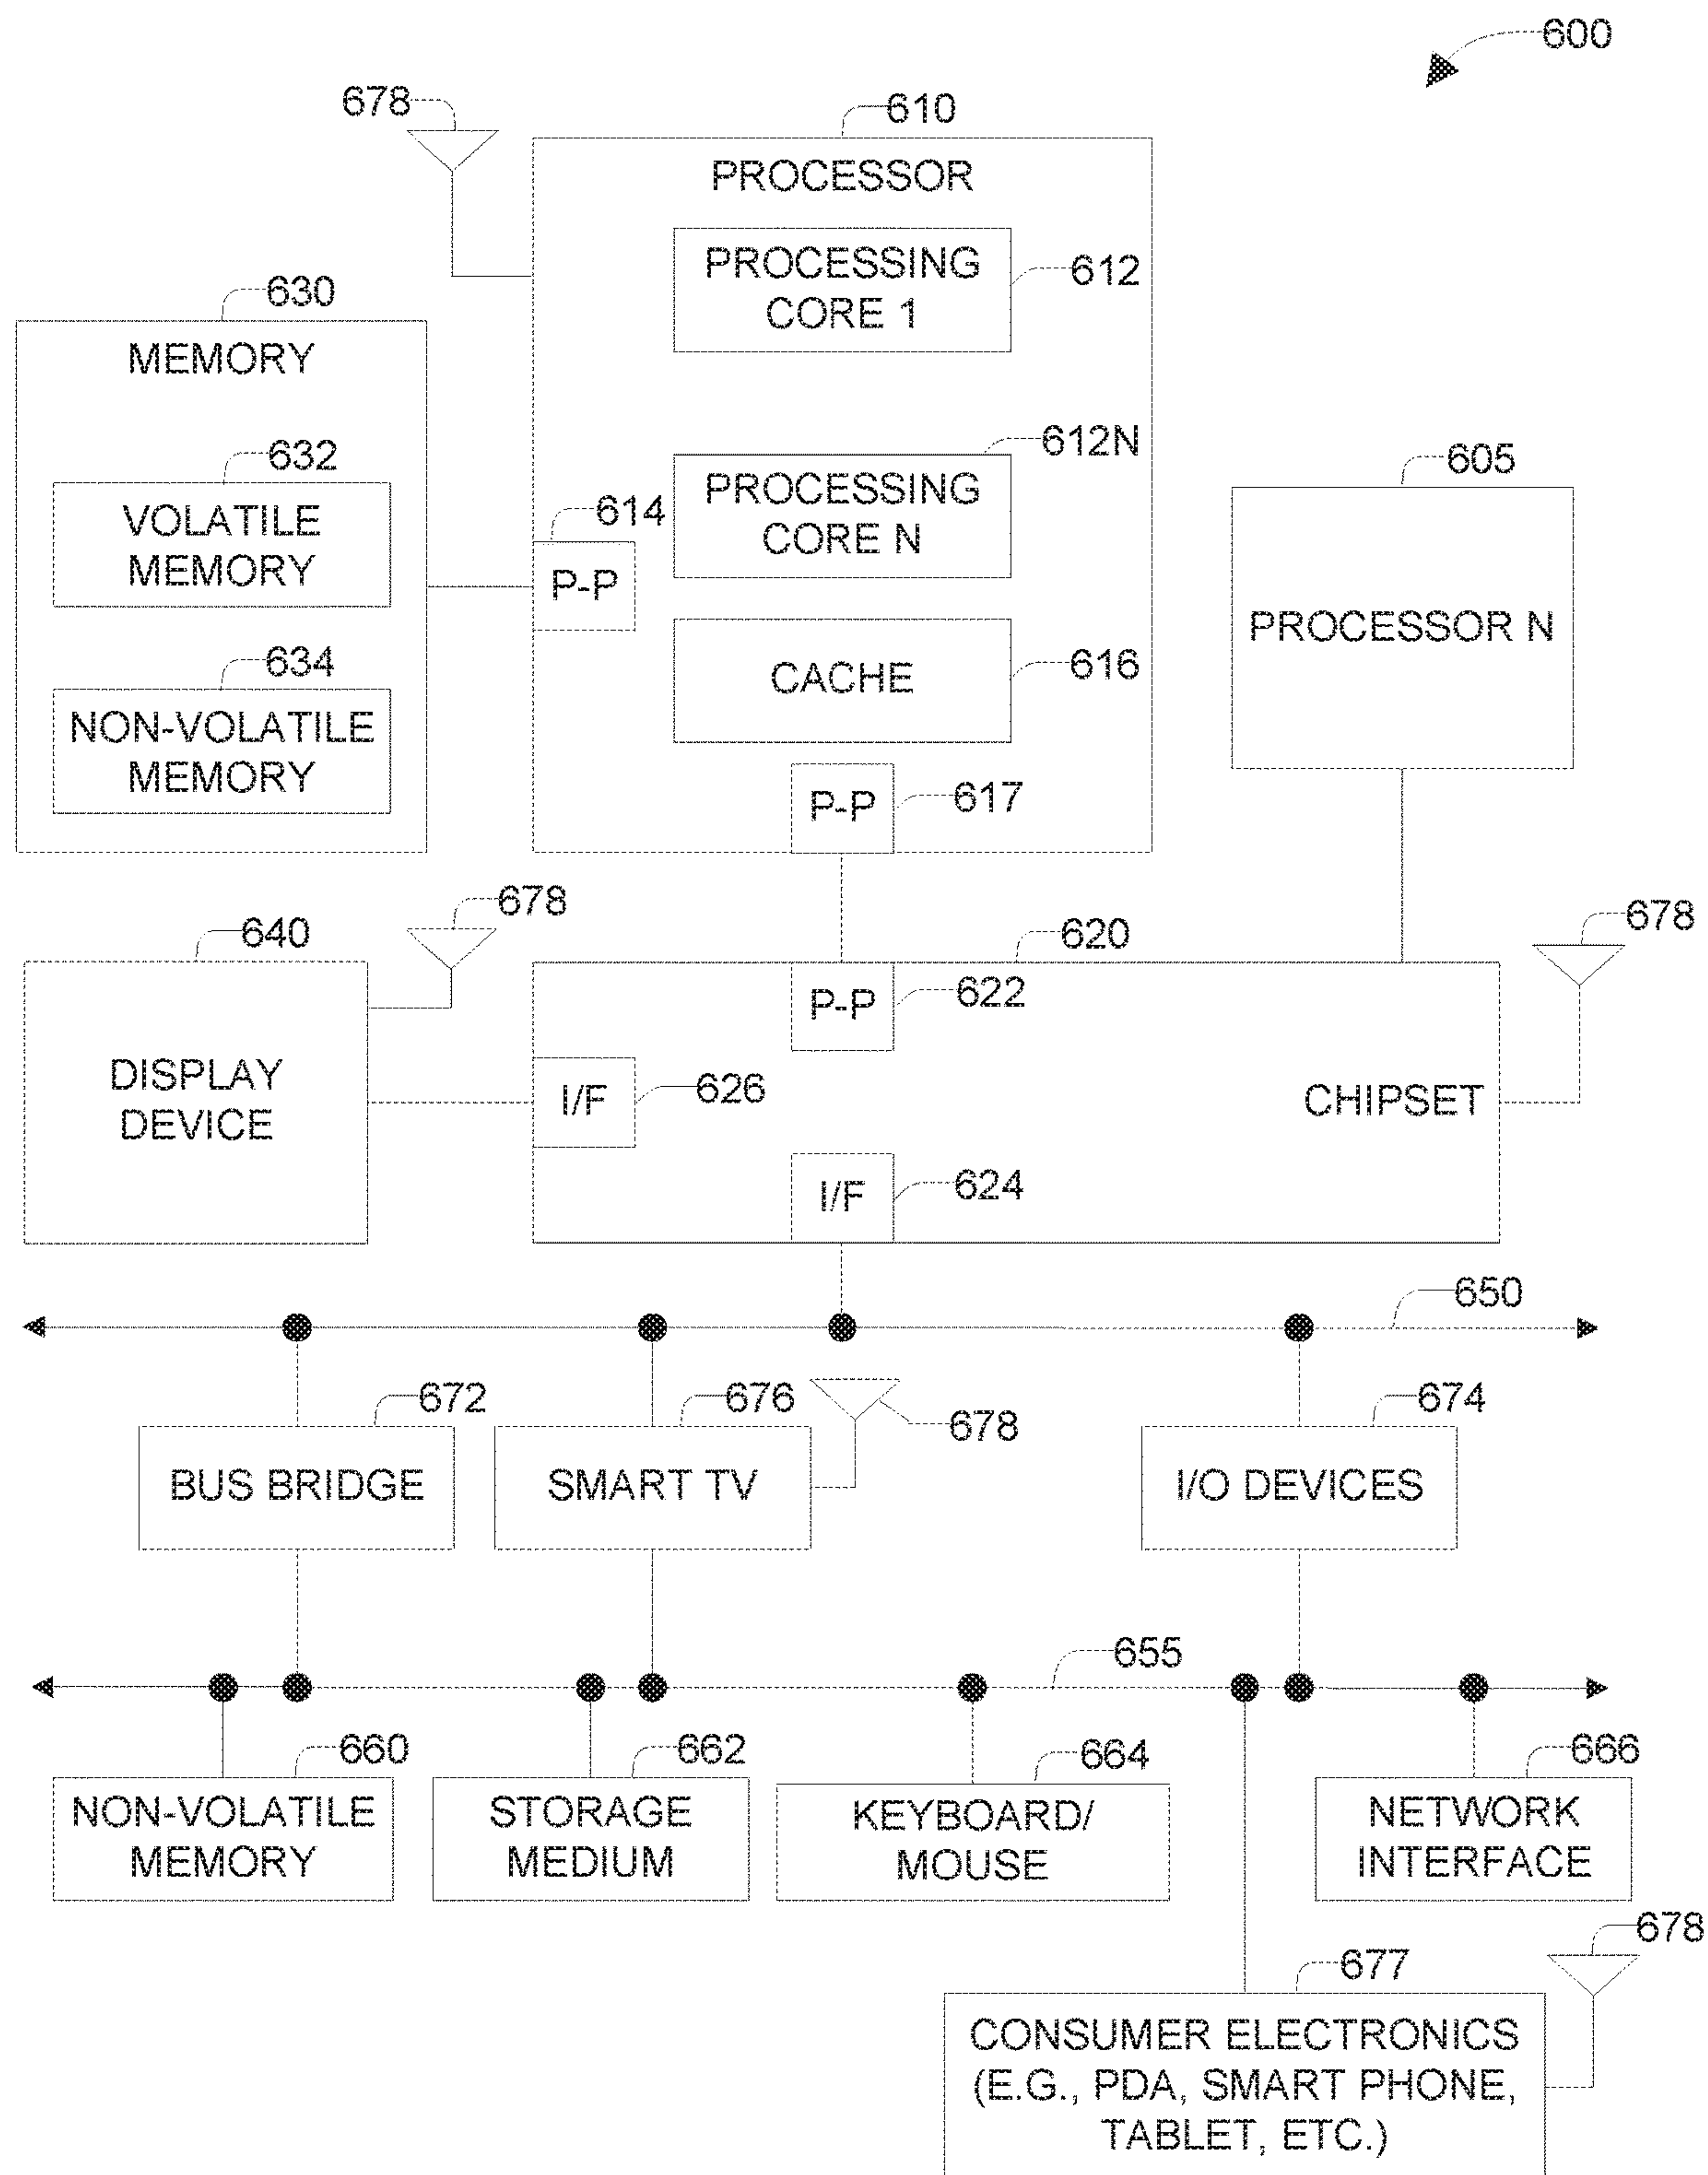 600
678
610
PROCESSOR
PROCESSING
CORE 1
612
630
MEMORY
632
VOLATILE
MEMORY
634
NON-VOLATILE
MEMORY
612N
PROCESSING
CORE N
614
P-P
CACHE
616
P-P
617
605
PROCESSOR N
640
678
DISPLAY
DEVICE
620
678
P-P
622
I/F
626
CHIPSET
I/F
624
650
672
BUS BRIDGE
676
SMART TV
678
674
I/O DEVICES
655
660
NON-VOLATILE
MEMORY
662
STORAGE
MEDIUM
664
KEYBOARD/
MOUSE
666
NETWORK
INTERFACE
677
678
CONSUMER ELECTRONICS
(E.G., PDA, SMART PHONE,
TABLET, ETC.)